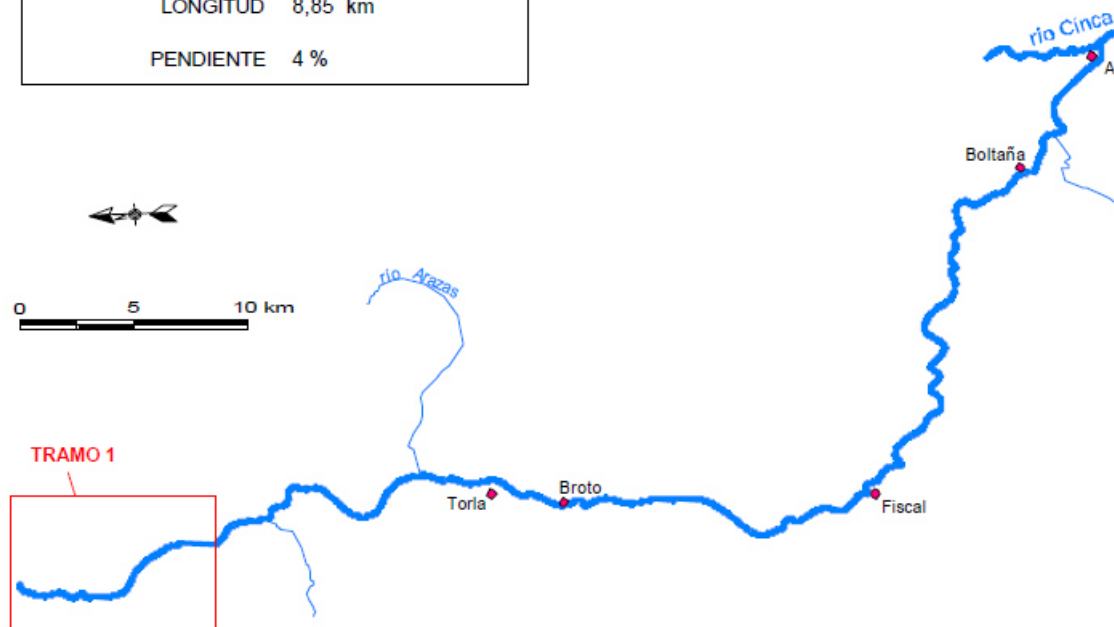 LONGITUD 8,85 km
PENDIENTE 4 %
río Cinca
A
Boltaña
río Arazas
0 5 10 km
TRAMO 1
Torla
Broto
Fiscal